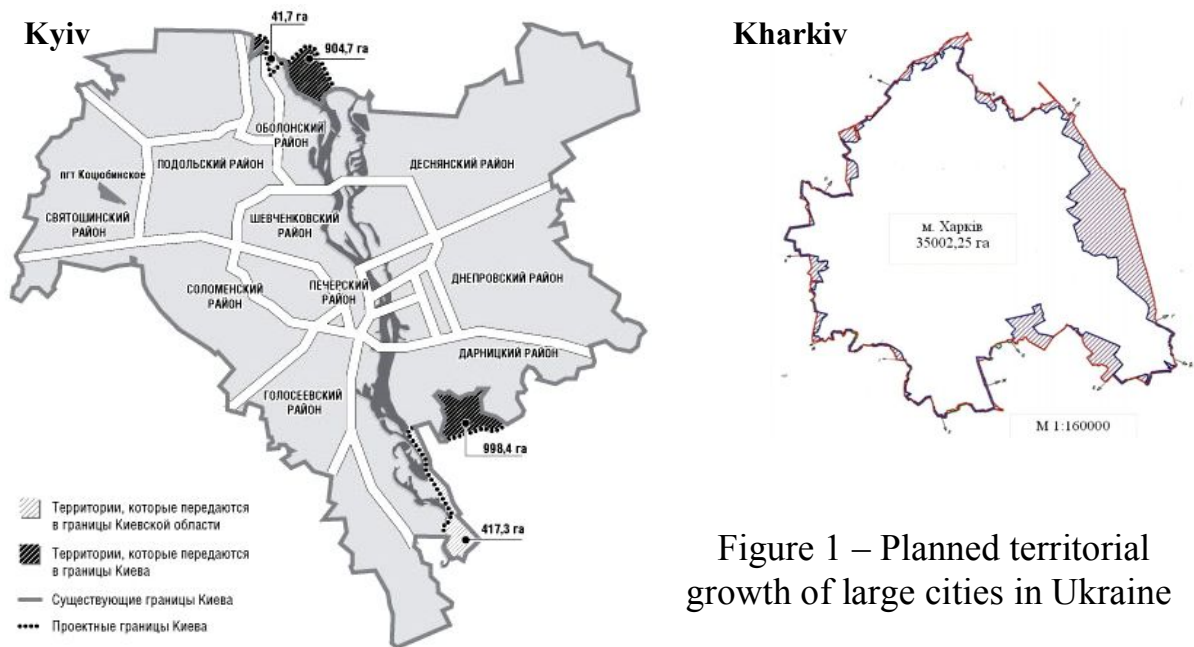 Kyiv
41,7 га
904,7 га
ОБОЛОНСКИЙ
РАЙОН
ПОДОЛЬСКИЙ РАЙОН
ДЕСНЯНСКИЙ РАЙОН
пгт Коцюбинское
СВЯТОШИНСКИЙ
РАЙОН
ШЕВЧЕНКОВСКИЙ
РАЙОН
СОЛОМЕНСКИЙ
РАЙОН
ПЕЧЕРСКИЙ
РАЙОН
ДНЕПРОВСКИЙ РАЙОН
ДАРНИЦКИЙ РАЙОН
ГОЛОСЕЕВСКИЙ
РАЙОН
998,4 га
417,3 га
Территории, которые передаются
в границы Киевской области
Территории, которые передаются
в границы Киева
Существующие границы Киева
Проектные границы Киева
Kharkiv
м. Харків
35002,25 га
М 1:160000
Figure 1 – Planned territorial
growth of large cities in Ukraine